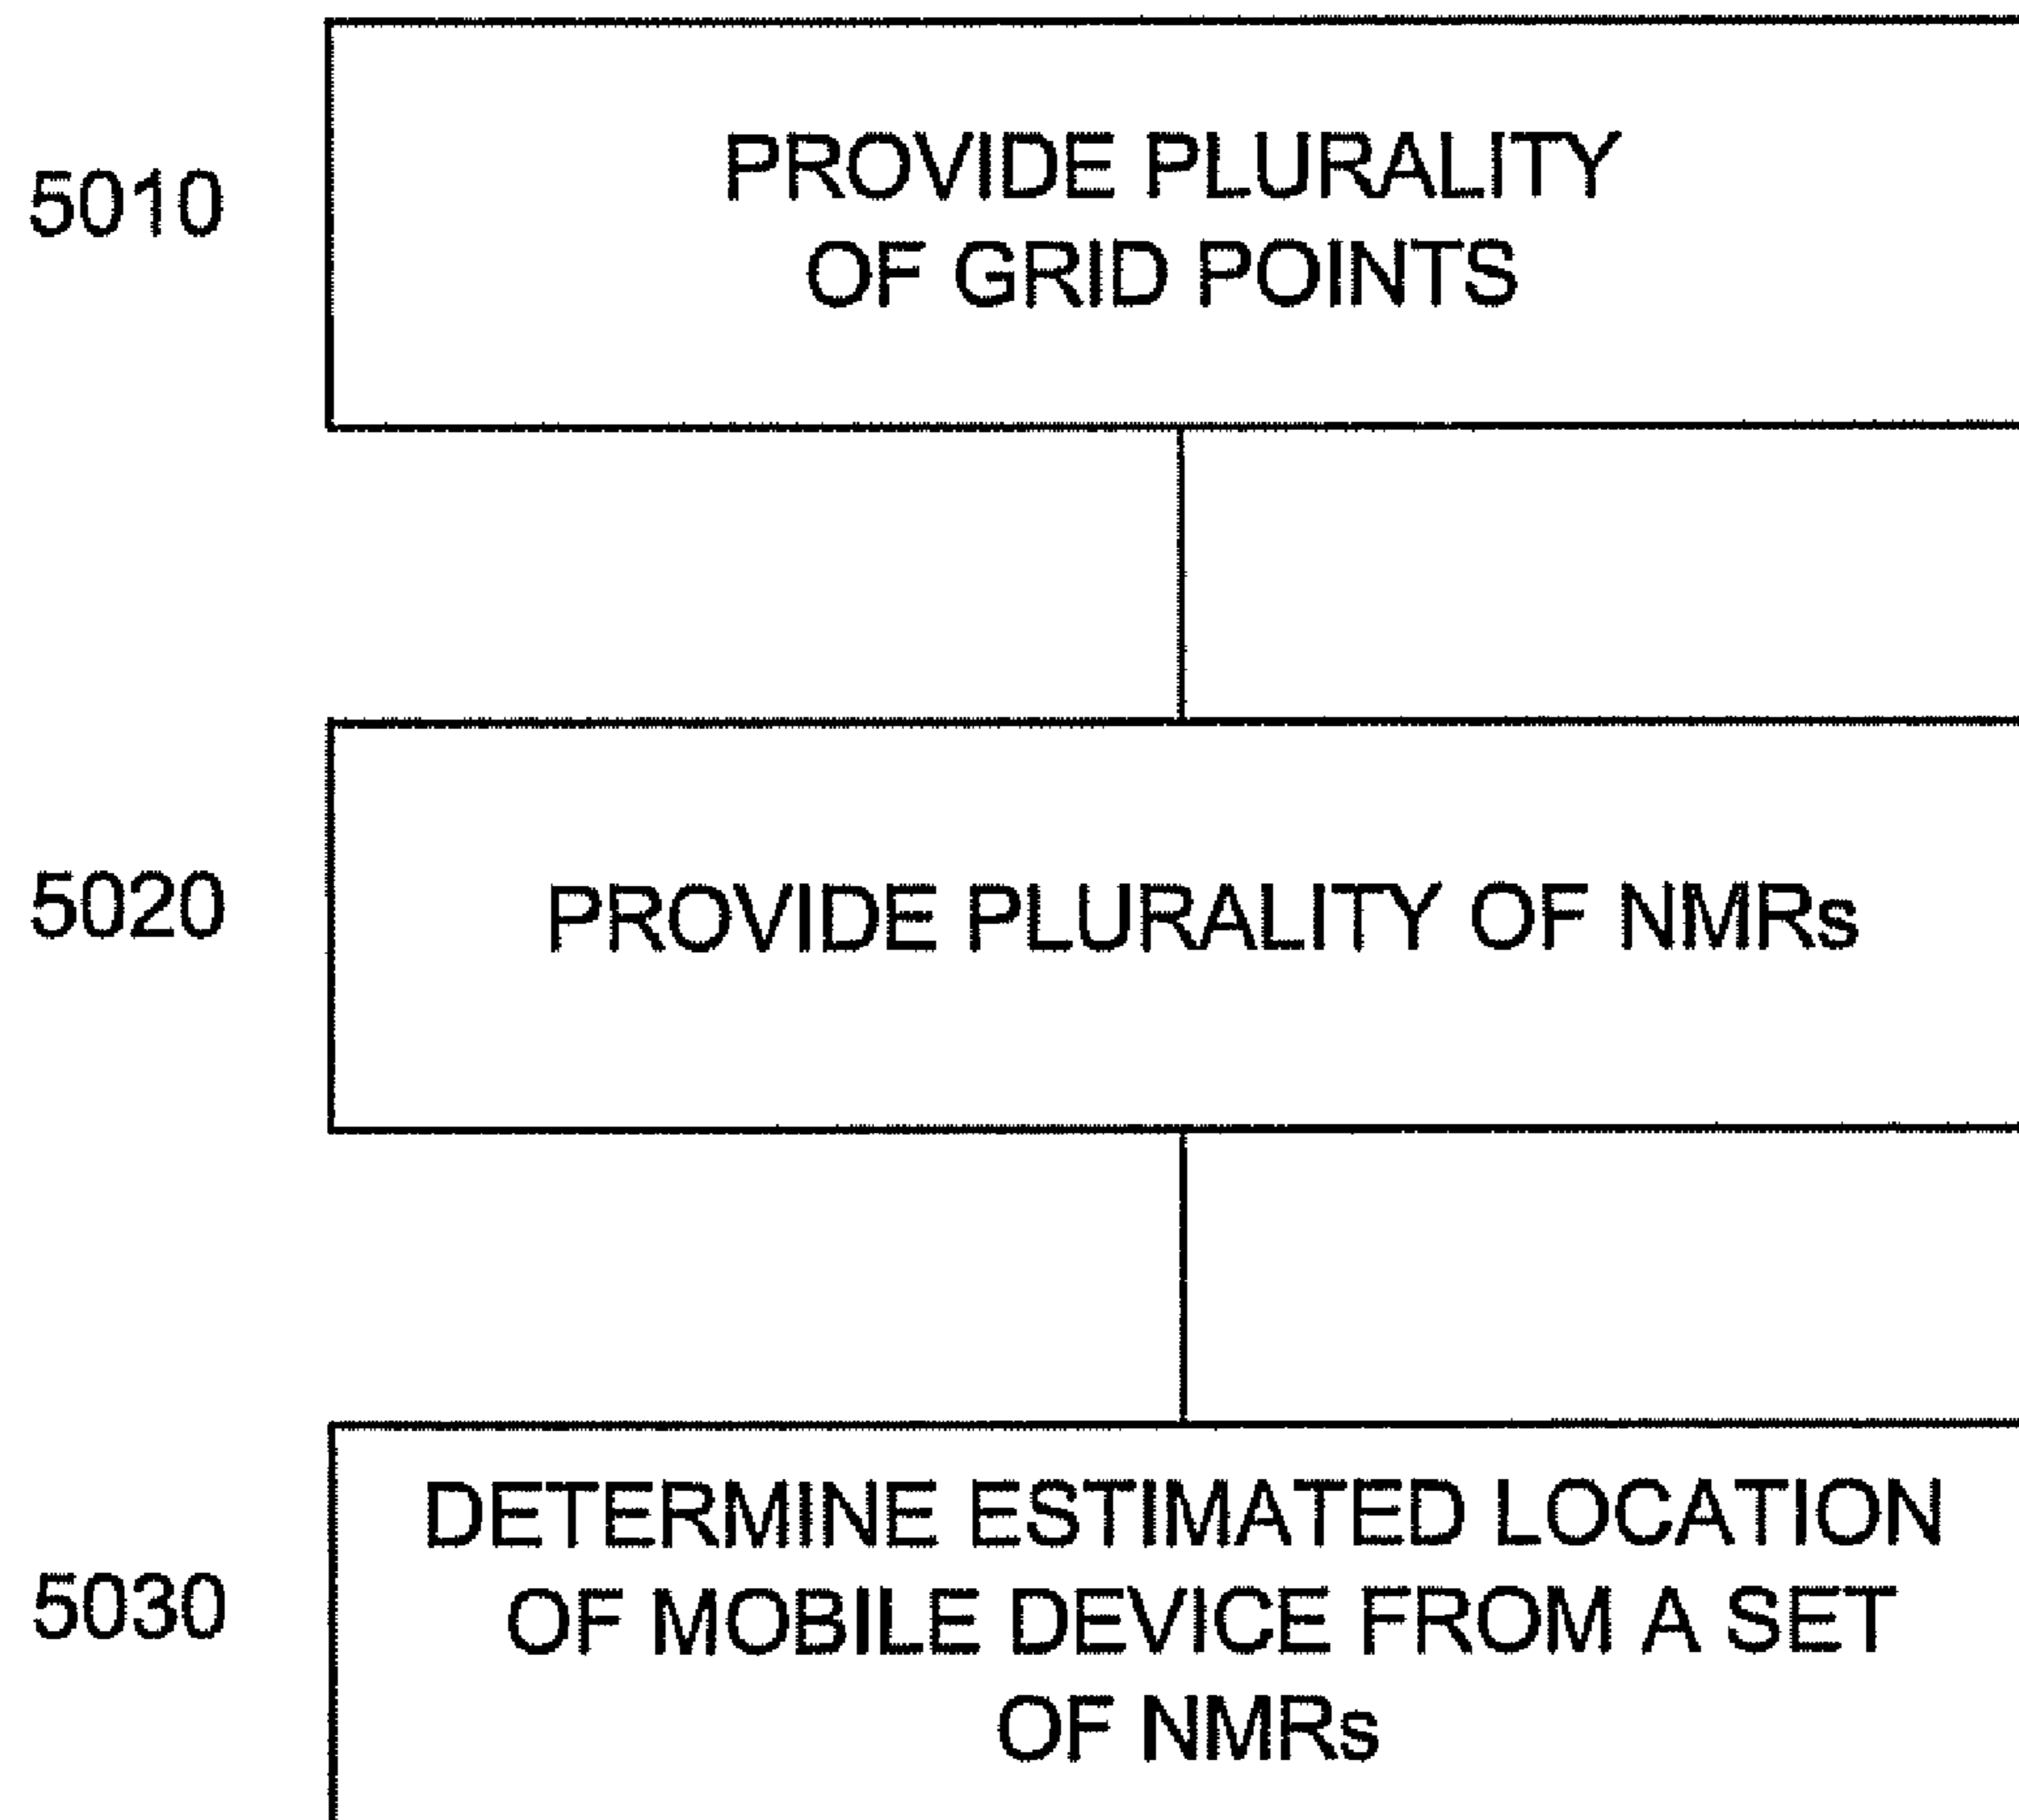 5010
PROVIDE PLURALITY
OF GRID POINTS
5020
PROVIDE PLURALITY OF NMRs
5030
DETERMINE ESTIMATED LOCATION
OF MOBILE DEVICE FROM A SET
OF NMRs